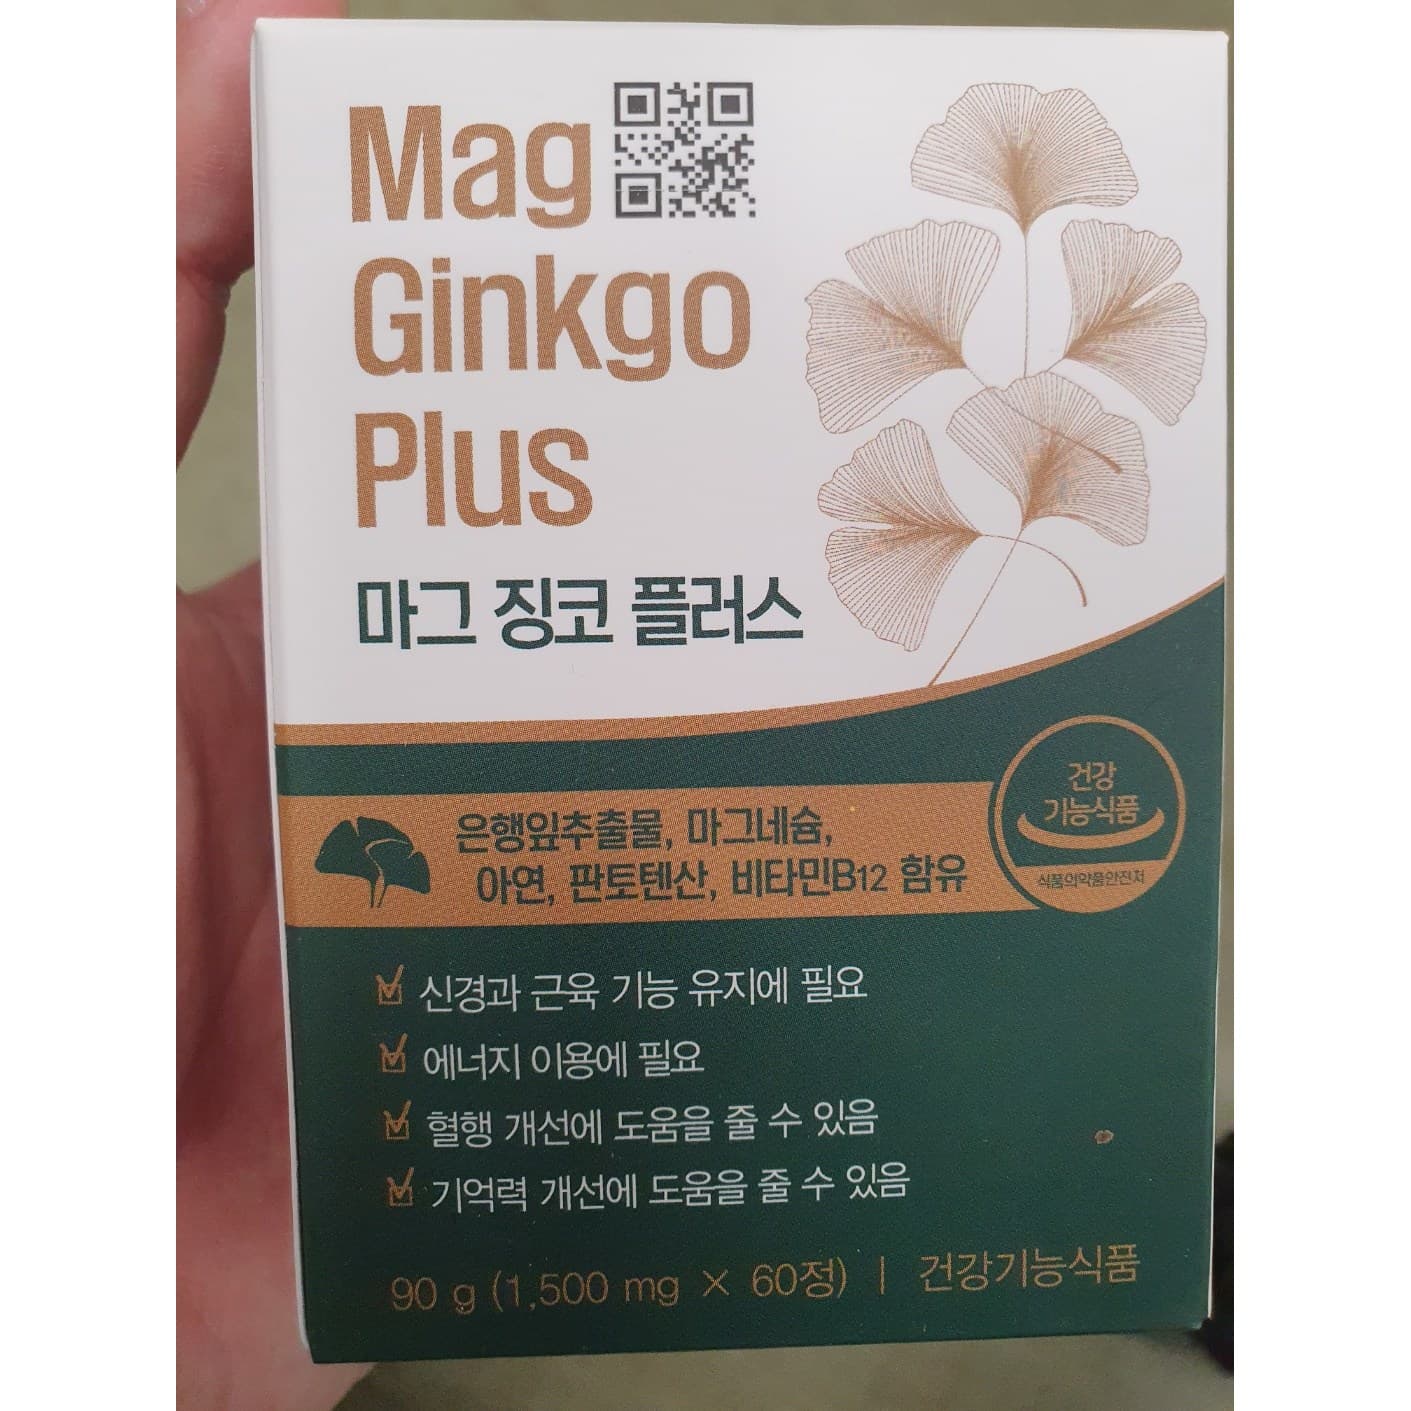 Mag
Ginkgo
Plus
마그 징코 플러스
은행잎추출물, 마그네슘,
아연, 판토텐산, 비타민B12 함유
건강
기능식품
식품의약품안전처
신경과 근육 기능 유지에 필요
에너지 이용에 필요
혈행 개선에 도움을 줄 수 있음
기억력 개선에 도움을 줄 수 있음
90 g (1,500 mg × 60정) | 건강기능식품